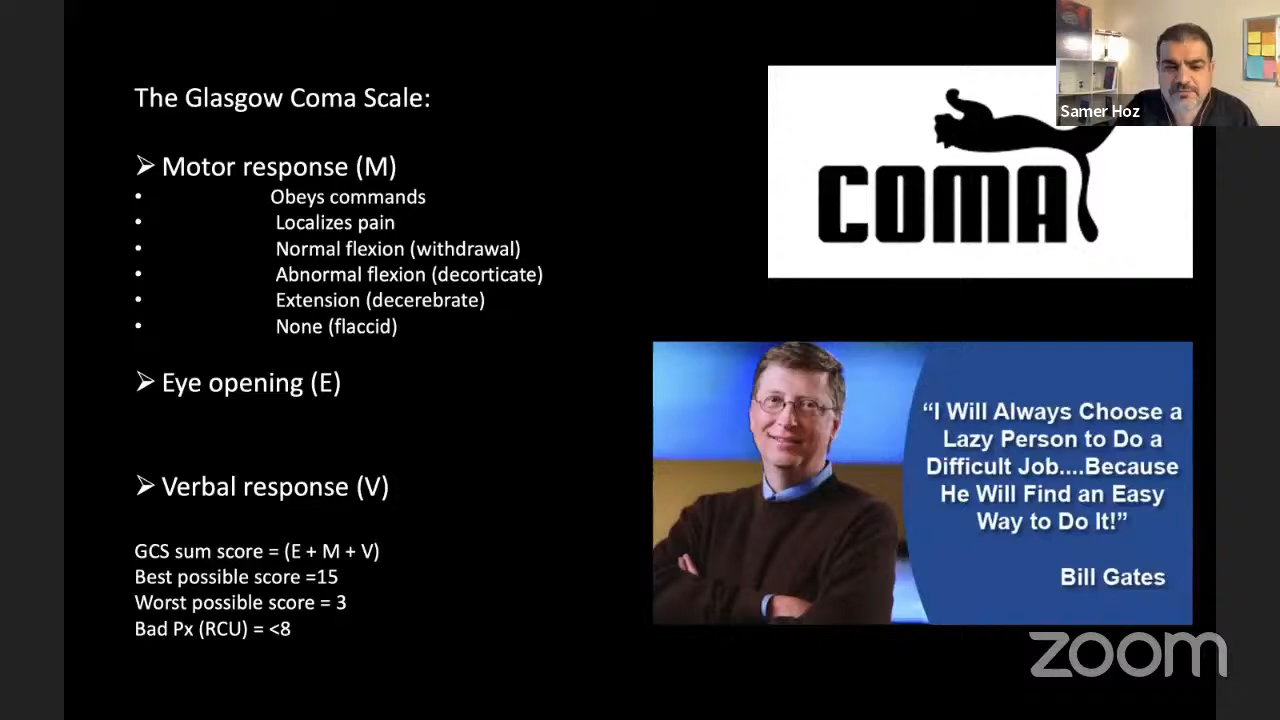 The Glasgow Coma Scale:
➢ Motor response (M)
• Obeys commands
• Localizes pain
• Normal flexion (withdrawal)
• Abnormal flexion (decorticate)
• Extension (decerebrate)
• None (flaccid)
➢ Eye opening (E)
➢ Verbal response (V)
GCS sum score = (E + M + V)
Best possible score =15
Worst possible score = 3
Bad Px (RCU) = <8
COMA
Samer Hoz
“I Will Always Choose a
Lazy Person to Do a
Difficult Job....Because
He Will Find an Easy
Way to Do It!”
Bill Gates
zoom